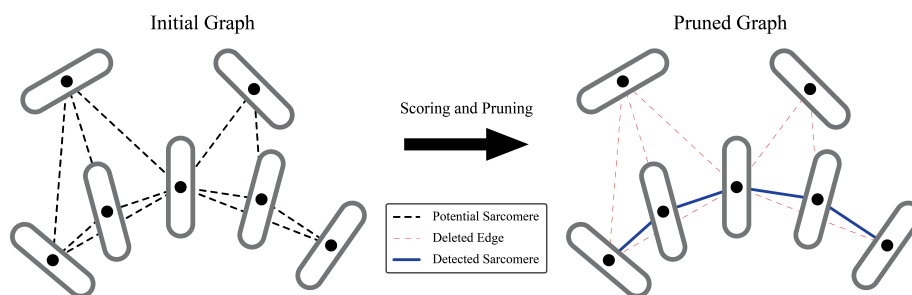 Initial Graph
Pruned Graph
Scoring and Pruning
Potential Sarcomere
Deleted Edge
Detected Sarcomere